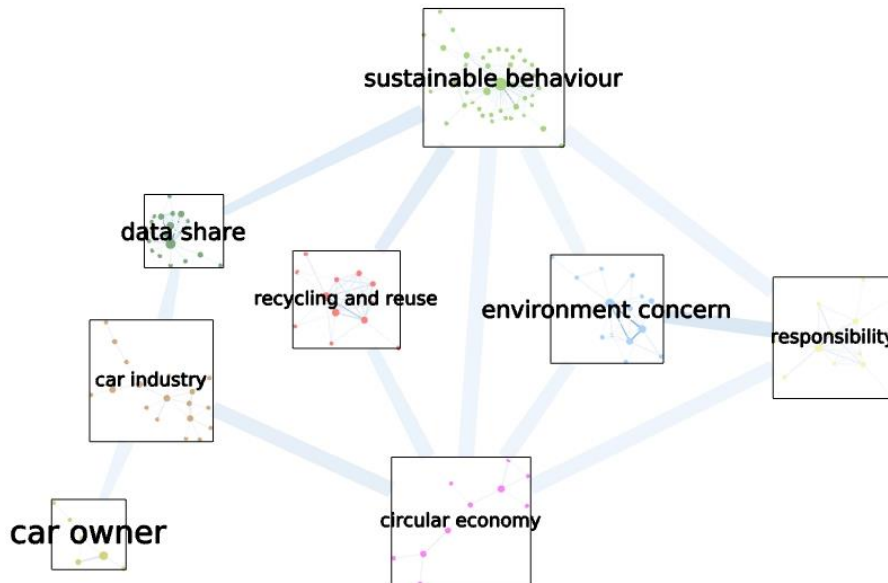 sustainable behaviour
data share
recycling and reuse
environment concern
responsibility
car industry
circular economy
car owner